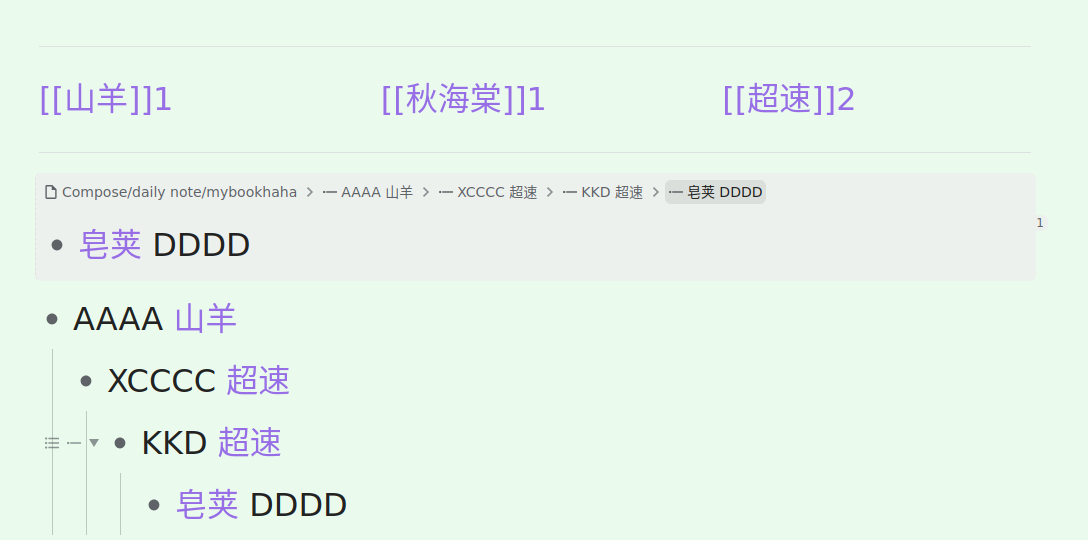 [[山羊]]1 [[秋海棠]]1 [[超速]]2
Compose/daily note/mybookhaha > AAAA 山羊 > XCCCC 超速 > KKD 超速 > 皂荚 DDDD
1
皂荚 DDDD
AAAA 山羊
XCCCC 超速
KKD 超速
皂荚 DDDD